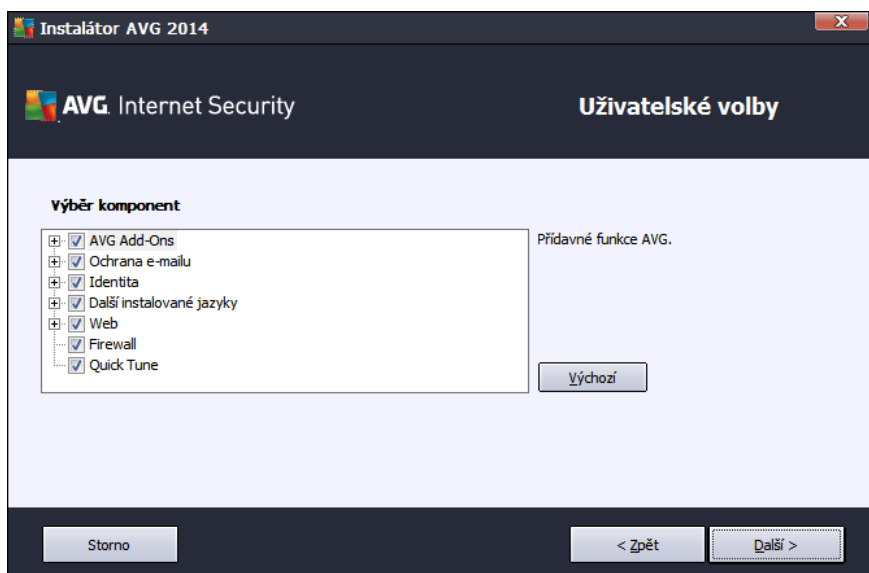 Instalátor AVG 2014
X
AVG. Internet Security
Uživatelské volby
Výběr komponent
AVG Add-Ons
Přídavné funkce AVG.
Ochrana e-mailu
Identita
Další instalované jazyky
Web
Firewall
Quick Tune
Výchozí
Storno
< Zpět
Další >